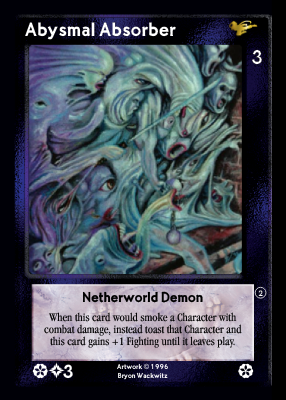 Abysmal Absorber
3
2
Netherworld Demon
When this card would smoke a Character with
combat damage, instead toast that Character and
this card gains +1 Fighting until it leaves play.
3
Artwork © 1996
Bryon Wackwitz